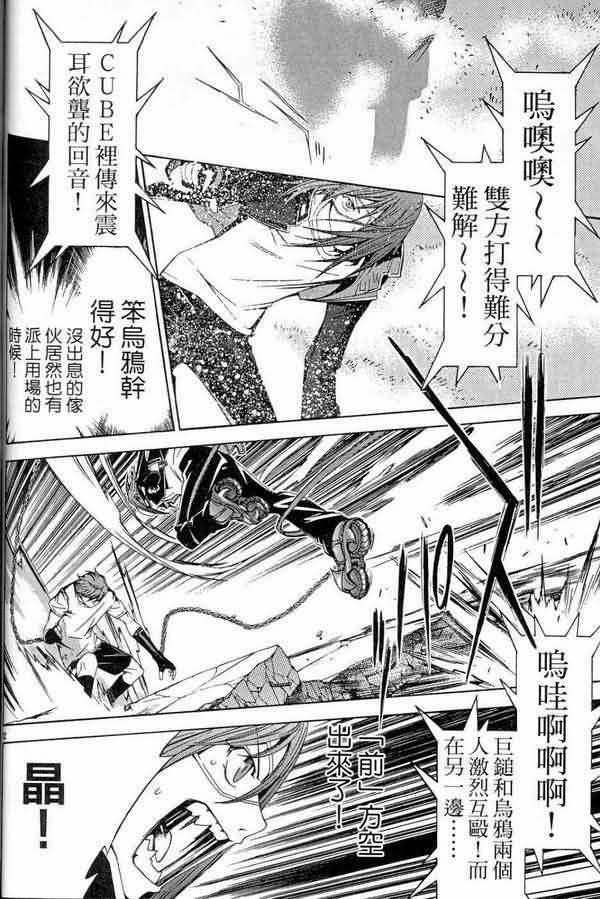 嗚噢噢～～
雙方打得難分
難解～～！
CUBE裡傳來震
耳欲聾的回音！
笨烏鴉幹
得好！
沒出息的傢
伙居然也有
派上用場的
時候！
嗚哇啊啊啊！
巨鎚和烏鴉兩個
人激烈互毆！而
在另一邊……
「前」方空
出來了！
晶！